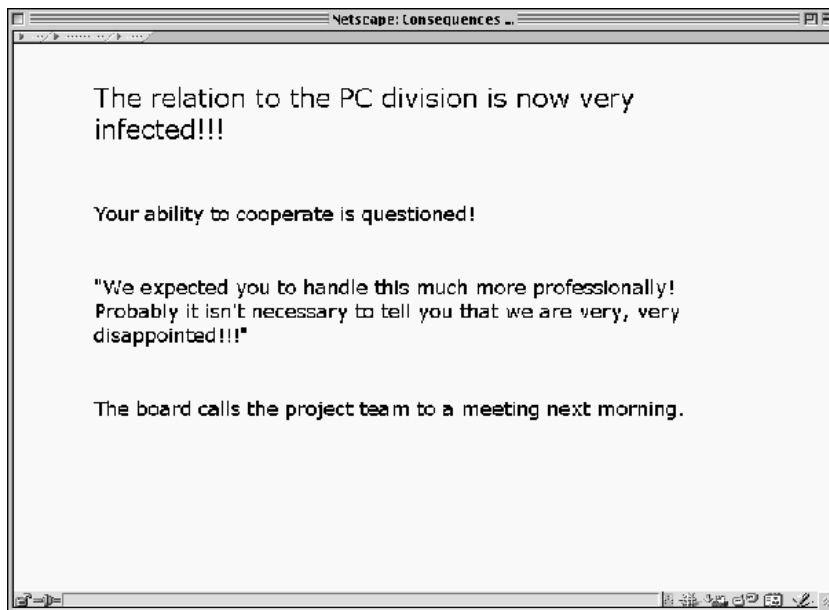 Netscape: Consequences ...
The relation to the PC division is now very
infected!!!
Your ability to cooperate is questioned!
"We expected you to handle this much more professionally!
Probably it isn't necessary to tell you that we are very, very
disappointed!!!"
The board calls the project team to a meeting next morning.